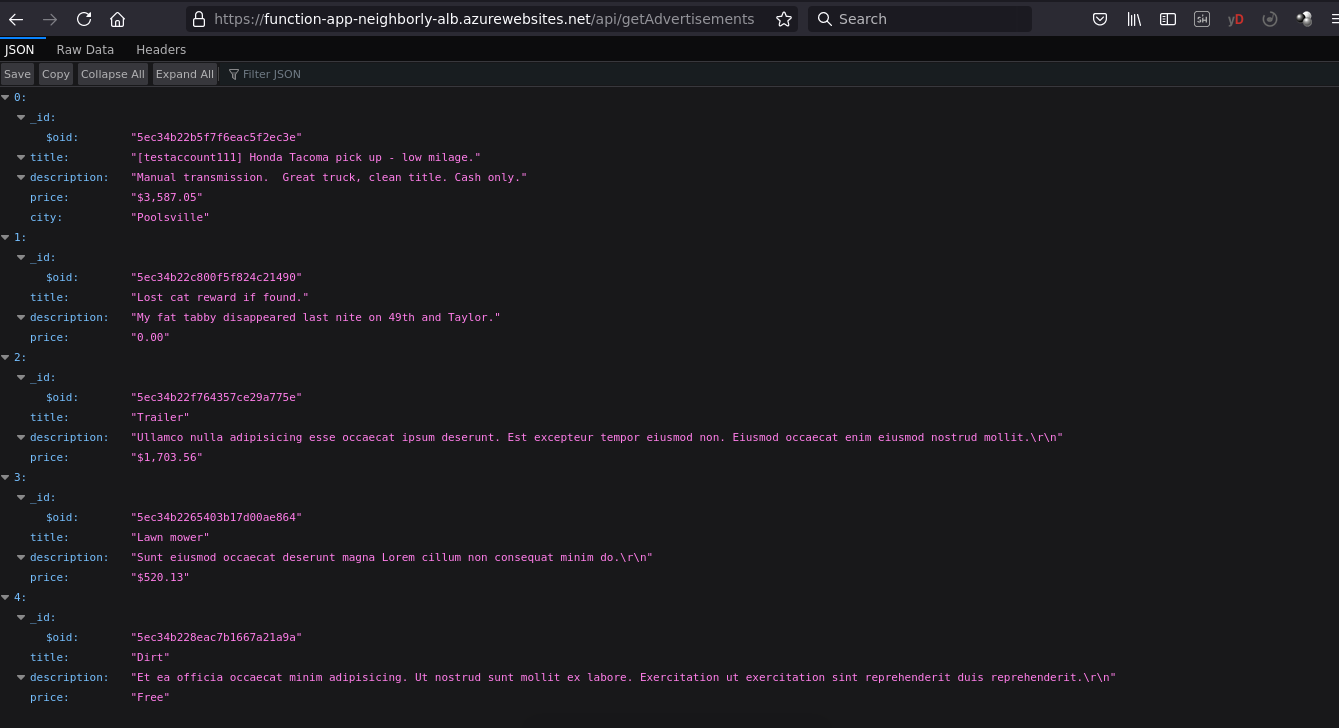 https://function-app-neighborly-alb.azurewebsites.net/api/getAdvertisements Search yD
JSON Raw Data Headers
Save Copy Collapse All Expand All Filter JSON
0:
_id:
$oid: "5ec34b22b5f7f6eac5f2ec3e"
title: "[testaccount111] Honda Tacoma pick up - low milage."
description: "Manual transmission.  Great truck, clean title. Cash only."
price: "$3,587.05"
city: "Poolsville"
1:
_id:
$oid: "5ec34b22c800f5f824c21490"
title: "Lost cat reward if found."
description: "My fat tabby disappeared last nite on 49th and Taylor."
price: "0.00"
2:
_id:
$oid: "5ec34b22f764357ce29a775e"
title: "Trailer"
description: "Ullamco nulla adipisicing esse occaecat ipsum deserunt. Est excepteur tempor eiusmod non. Eiusmod occaecat enim eiusmod nostrud mollit.\r\n"
price: "$1,703.56"
3:
_id:
$oid: "5ec34b2265403b17d00ae864"
title: "Lawn mower"
description: "Sunt eiusmod occaecat deserunt magna Lorem cillum non consequat minim do.\r\n"
price: "$520.13"
4:
_id:
$oid: "5ec34b228eac7b1667a21a9a"
title: "Dirt"
description: "Et ea officia occaecat minim adipisicing. Ut nostrud sunt mollit ex labore. Exercitation ut exercitation sint reprehenderit duis reprehenderit.\r\n"
price: "Free"